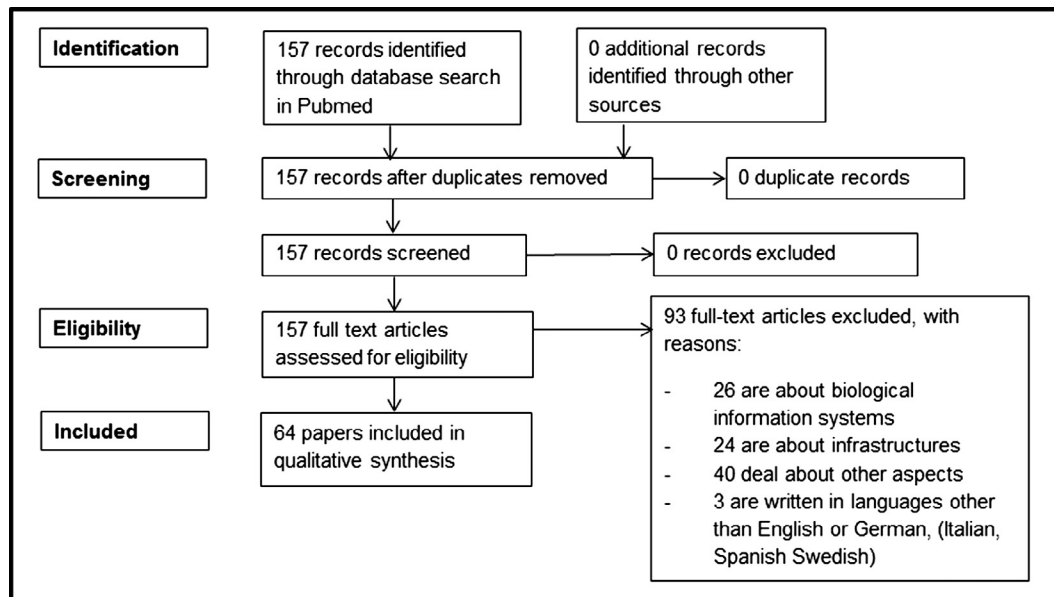 Identification
157 records identified
through database search
in Pubmed
0 additional records
identified through other
sources
Screening
157 records after duplicates removed
0 duplicate records
157 records screened
0 records excluded
Eligibility
157 full text articles
assessed for eligibility
93 full-text articles excluded, with
reasons:
- 26 are about biological
information systems
- 24 are about infrastructures
- 40 deal about other aspects
- 3 are written in languages other
than English or German, (Italian,
Spanish Swedish)
Included
64 papers included in
qualitative synthesis